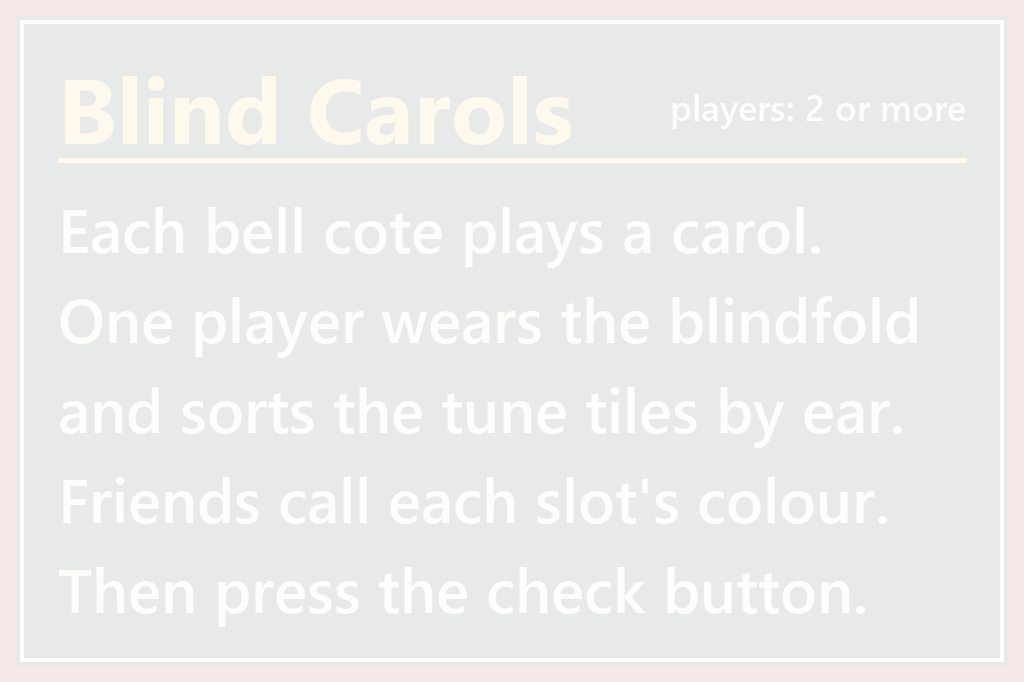 Blind Carols
players: 2 or more
Each bell cote plays a carol.
One player wears the blindfold
and sorts the tune tiles by ear.
Friends call each slot's colour.
Then press the check button.